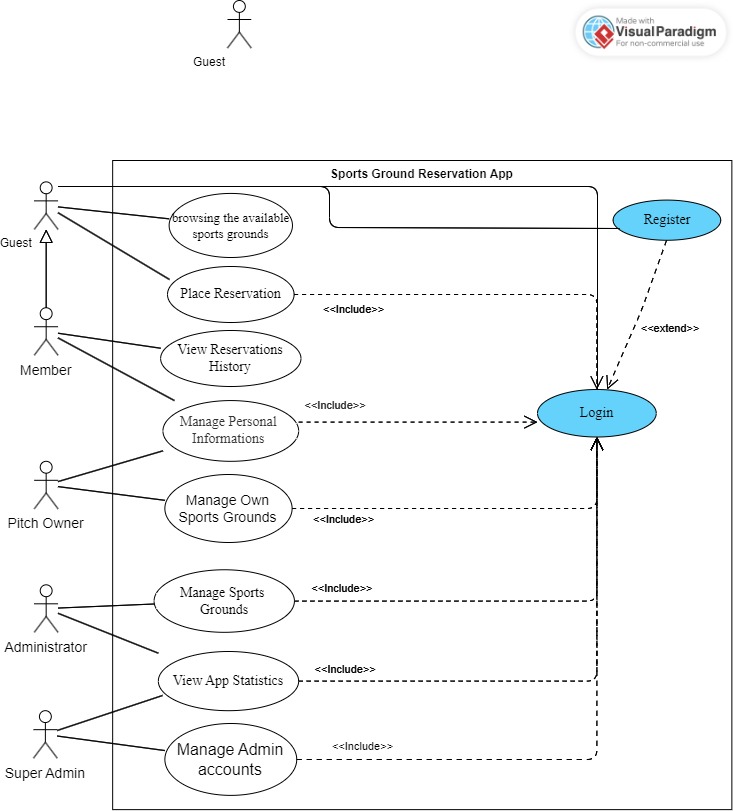 Made with
VisualParadigm
For non-commercial use
Guest
Sports Ground Reservation App
browsing the available
sports grounds
Register
Guest
Place Reservation
<<Include>>
<<extend>>
View Reservations
History
Member
<<Include>>
Login
Manage Personal
Informations
Manage Own
Sports Grounds
<<Include>>
Pitch Owner
Manage Sports
Grounds
<<Include>>
Administrator
View App Statistics
<<Include>>
Manage Admin
accounts
<<Include>>
Super Admin